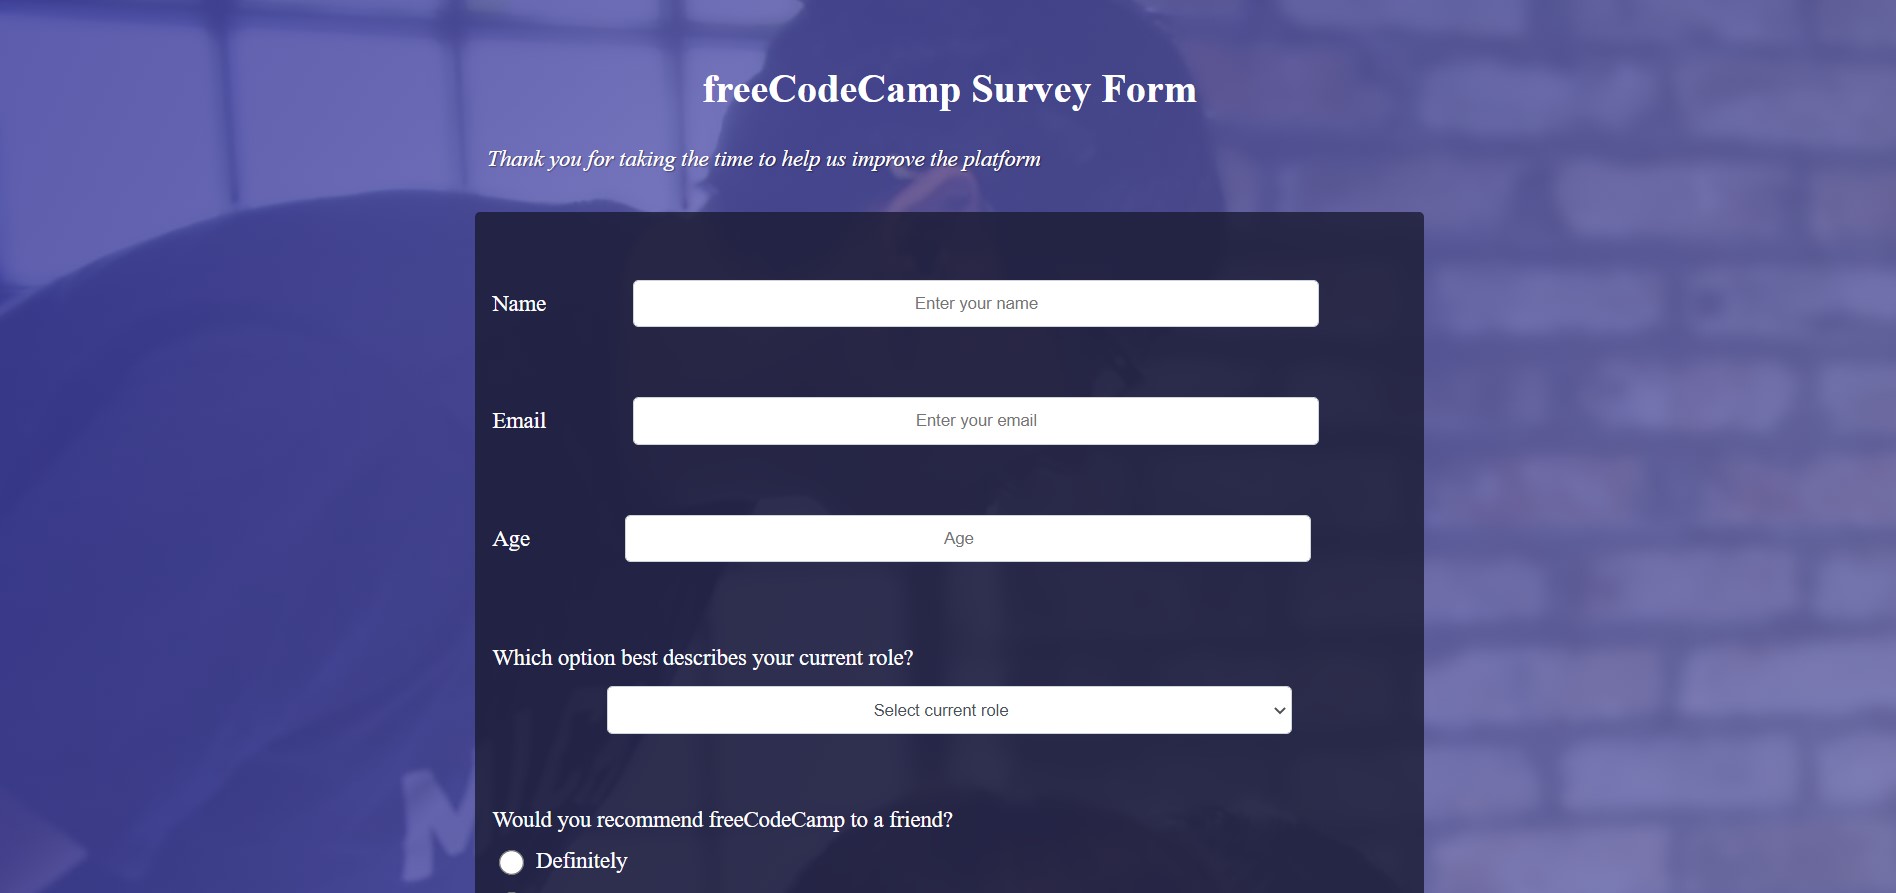 freeCodeCamp Survey Form
Thank you for taking the time to help us improve the platform
Name
Enter your name
Email
Enter your email
Age
Age
Which option best describes your current role?
Select current role
Would you recommend freeCodeCamp to a friend?
Definitely